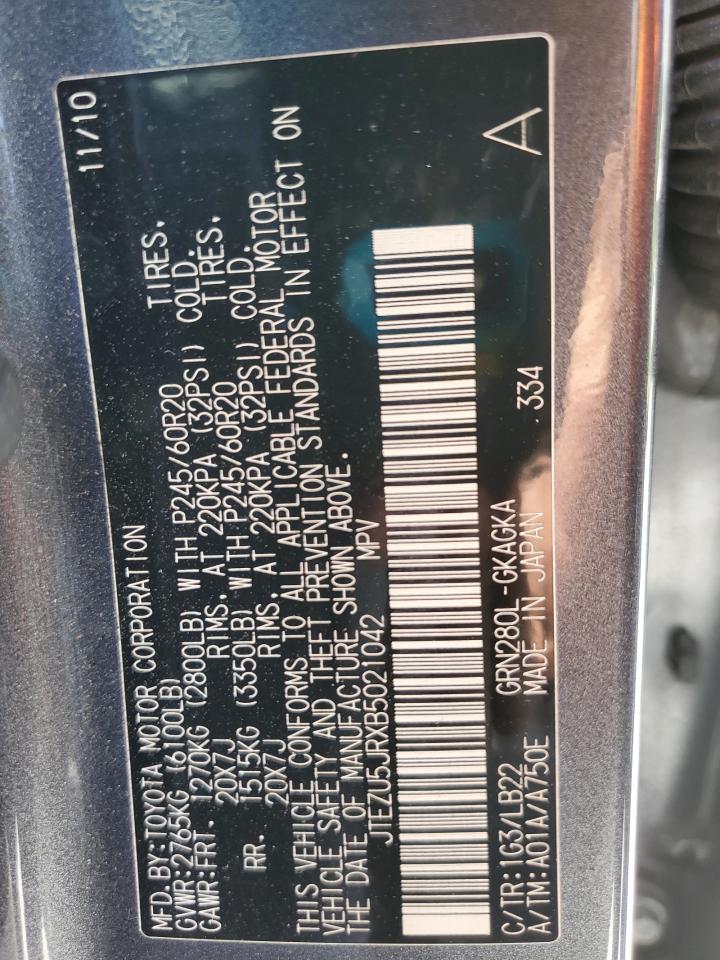 MFD.BY:TOYOTA MOTOR CORPORATION 11/10
GVWR:2765KG (6100LB)
GAWR:FRT. 1270KG (2800LB) WITH P245/60R20 TIRES.
20X7J RIMS, AT 220KPA (32PSI) COLD.
RR. 1515KG (3350LB) WITH P245/60R20 TIRES.
20X7J RIMS, AT 220KPA (32PSI) COLD.
THIS VEHICLE CONFORMS TO ALL APPLICABLE FEDERAL MOTOR
VEHICLE SAFETY AND THEFT PREVENTION STANDARDS IN EFFECT ON
THE DATE OF MANUFACTURE SHOWN ABOVE.
JTEZU5JRXB5021042 MPV
C/TR:1G3/LB22 GRN280L-GKAGKA
A/TM:A01A/A750E MADE IN JAPAN 334 A